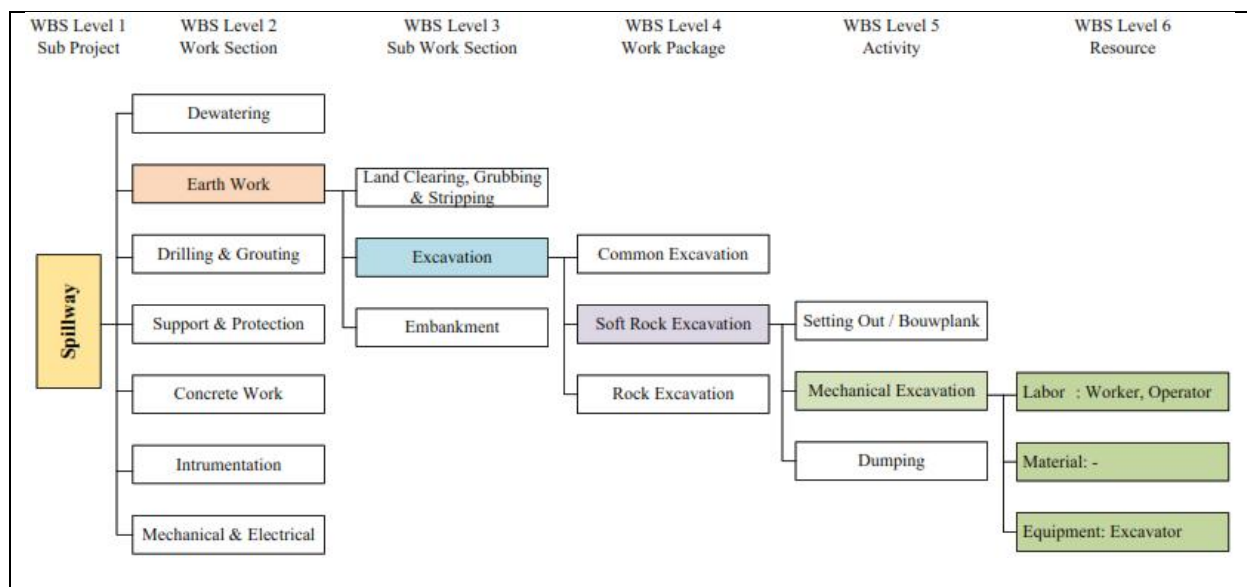 WBS Level 1
Sub Project
WBS Level 2
Work Section
WBS Level 3
Sub Work Section
WBS Level 4
Work Package
WBS Level 5
Activity
WBS Level 6
Resource
Spillway
Dewatering
Earth Work
Drilling & Grouting
Support & Protection
Concrete Work
Intrumentation
Mechanical & Electrical
Land Clearing, Grubbing
& Stripping
Excavation
Embankment
Common Excavation
Soft Rock Excavation
Rock Excavation
Setting Out / Bouwplank
Mechanical Excavation
Dumping
Labor : Worker, Operator
Material: -
Equipment: Excavator